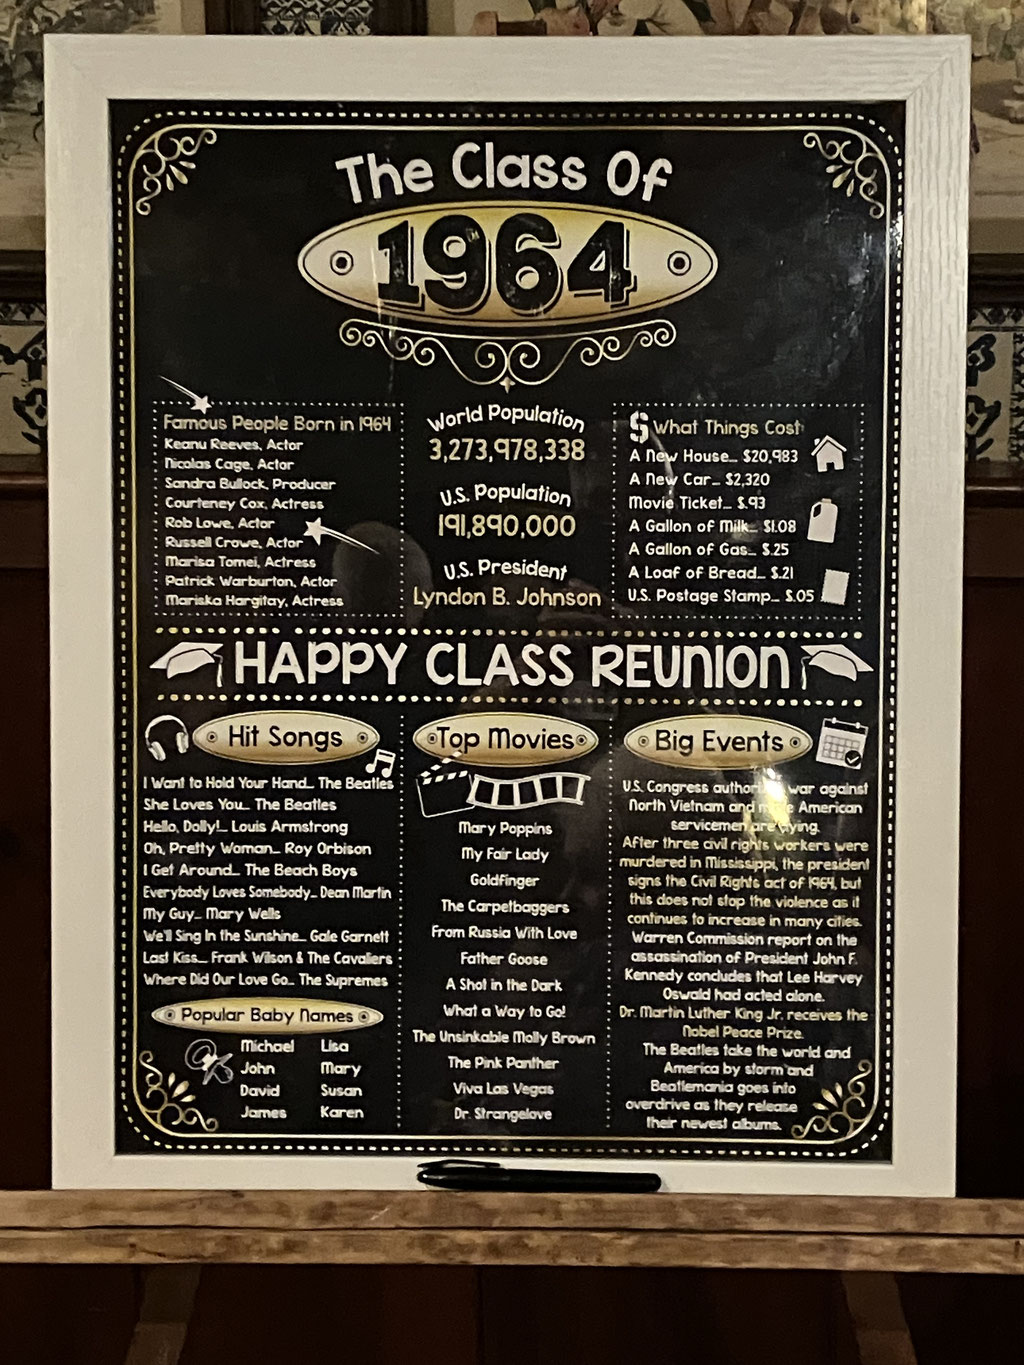 The Class Of
1964
Famous People Born in 1964
Keanu Reeves, Actor
Nicolas Cage, Actor
Sandra Bullock, Producer
Courteney Cox, Actress
Rob Lowe, Actor
Russell Crowe, Actor
Marisa Tomei, Actress
Patrick Warburton, Actor
Mariska Hargitay, Actress
World Population
3,273,978,338
U.S. Population
191,890,000
U.S. President
Lyndon B. Johnson
$ What Things Cost
A New House... $20,983
A New Car... $2,320
Movie Ticket... $.93
A Gallon of Milk... $1.08
A Gallon of Gas... $.25
A Loaf of Bread... $.21
U.S. Postage Stamp... $.05
HAPPY CLASS REUNION
Hit Songs
I Want to Hold Your Hand... The Beatles
She Loves You... The Beatles
Hello, Dolly!... Louis Armstrong
Oh, Pretty Woman... Roy Orbison
I Get Around... The Beach Boys
Everybody Loves Somebody... Dean Martin
My Guy... Mary Wells
We'll Sing In the Sunshine... Gale Garnett
Last Kiss... Frank Wilson & The Cavaliers
Where Did Our Love Go... The Supremes
Popular Baby Names
Michael Lisa
John Mary
David Susan
James Karen
Top Movies
Mary Poppins
My Fair Lady
Goldfinger
The Carpetbaggers
From Russia With Love
Father Goose
A Shot in the Dark
What a Way to Go!
The Unsinkable Molly Brown
The Pink Panther
Viva Las Vegas
Dr. Strangelove
Big Events
U.S. Congress war against
North Vietnam and American
servicemen are dying.
After three civil rights workers were
murdered in Mississippi, the president
signs the Civil Rights act of 1964, but
this does not stop the violence as it
continues to increase in many cities.
Warren Commission report on the
assassination of President John F.
Kennedy concludes that Lee Harvey
Oswald had acted alone.
Dr. Martin Luther King Jr. receives the
Nobel Peace Prize.
The Beatles take the world and
America by storm and
Beatlemania goes into
overdrive as they release
their newest albums.